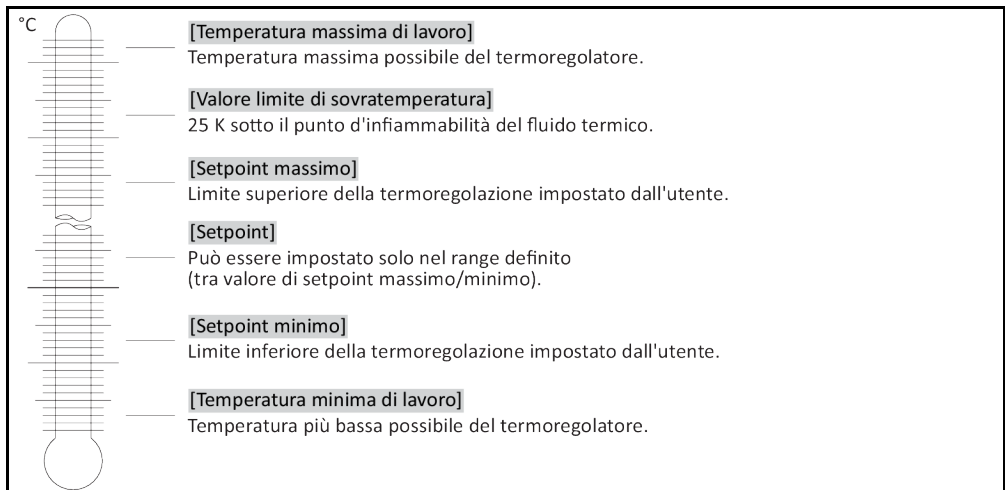 °C
[Temperatura massima di lavoro]
Temperatura massima possibile del termoregolatore.
[Valore limite di sovratemperatura]
25 K sotto il punto d'infiammabilità del fluido termico.
[Setpoint massimo]
Limite superiore della termoregolazione impostato dall'utente.
[Setpoint]
Può essere impostato solo nel range definito
(tra valore di setpoint massimo/minimo).
[Setpoint minimo]
Limite inferiore della termoregolazione impostato dall'utente.
[Temperatura minima di lavoro]
Temperatura più bassa possibile del termoregolatore.